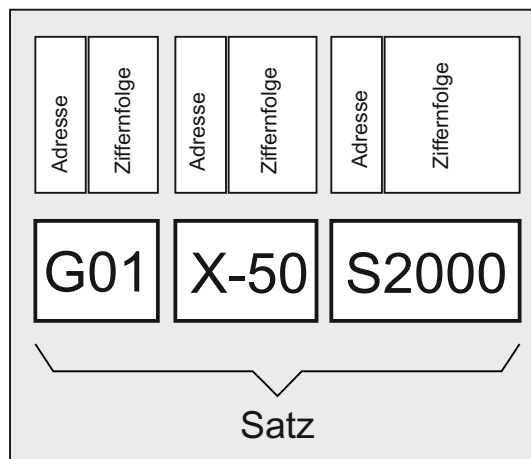 Adresse Ziffernfolge Adresse Ziffernfolge Adresse Ziffernfolge
G01 X-50 S2000
Satz